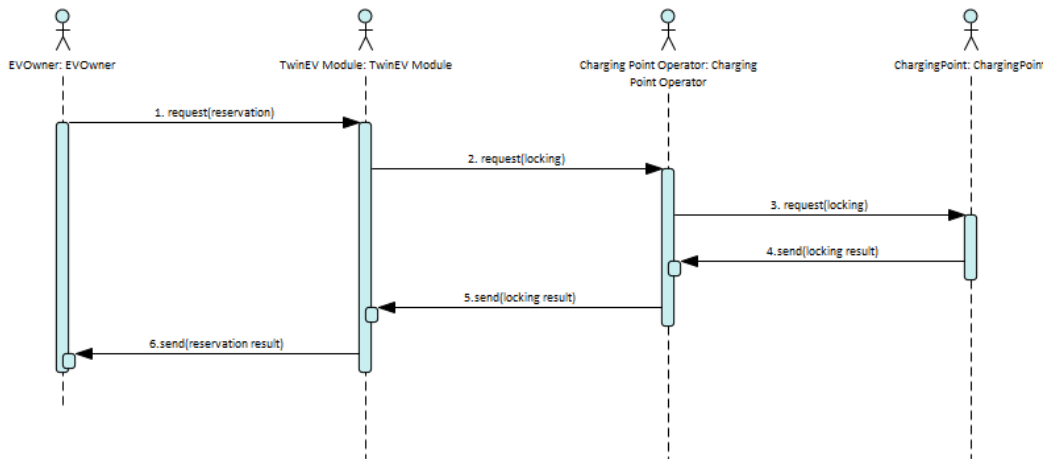 EVOwner: EVOwner
TwinEV Module: TwinEV Module
Charging Point Operator: Charging
Point Operator
ChargingPoint: ChargingPoint
1. request(reservation)
2. request(locking)
3. request(locking)
4.send(locking result)
5.send(locking result)
6.send(reservation result)